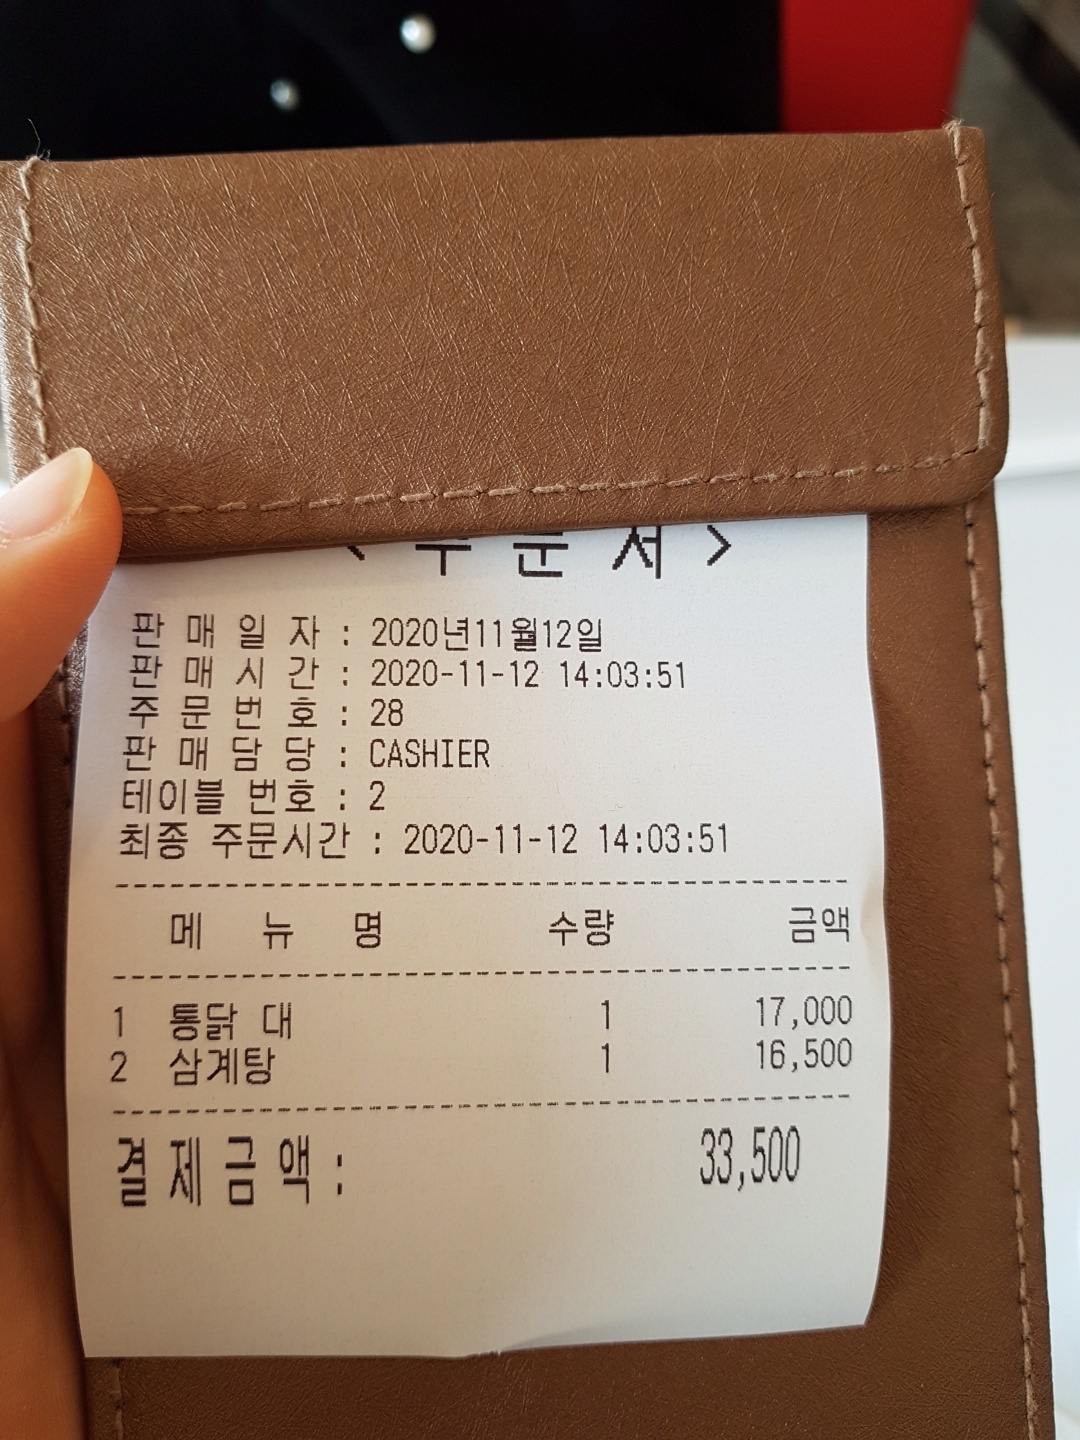 < 주 문 서 >
판 매 일 자 : 2020년11월12일
판 매 시 간 : 2020-11-12 14:03:51
주 문 번 호 : 28
판 매 담 당 : CASHIER
테이블 번호 : 2
최종 주문시간 : 2020-11-12 14:03:51
메 뉴 명 수량 금액
1 통닭 대 1 17,000
2 삼계탕 1 16,500
결 제 금 액 : 33,500